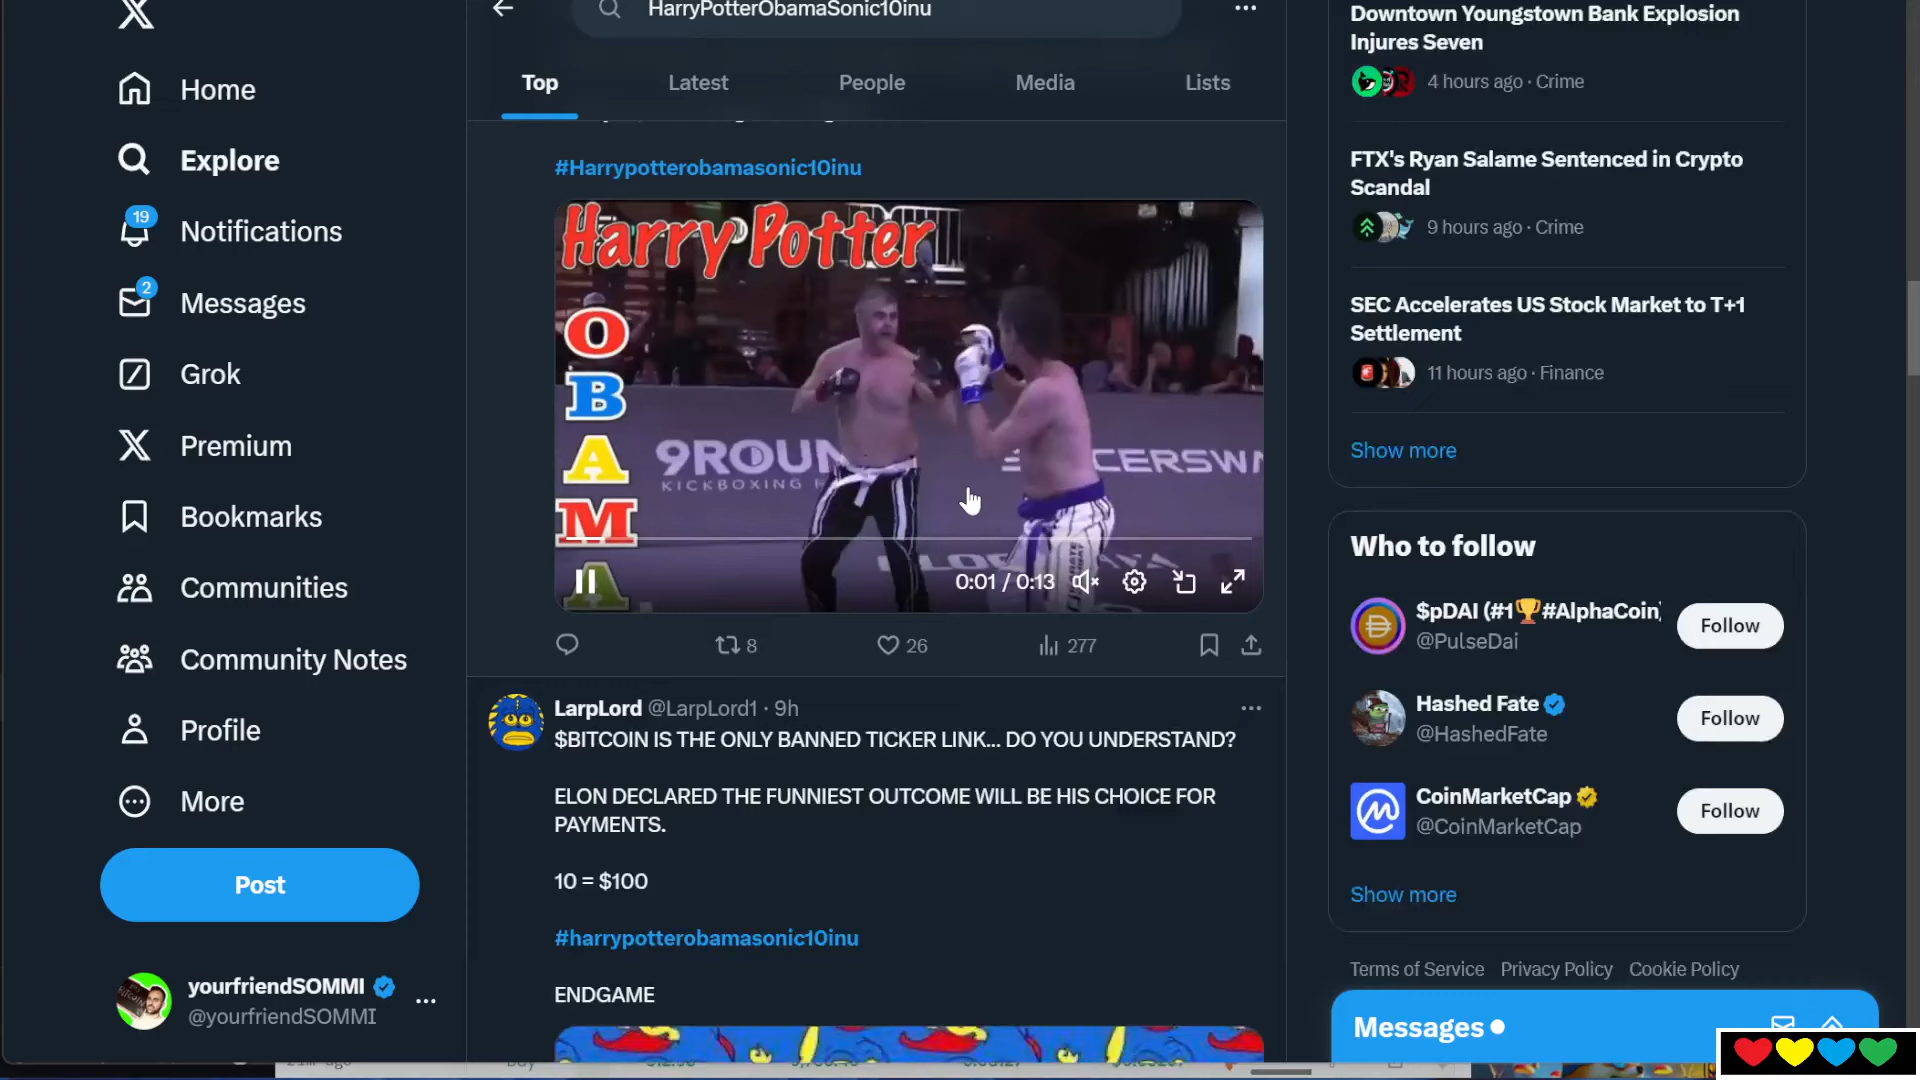 HarryPotterObamaSonic10inu
Top
Latest
People
Media
Lists
Home
Explore
19
Notifications
2
Messages
Grok
Premium
Bookmarks
Communities
Community Notes
Profile
More
Post
yourfriendSOMMI
@yourfriendSOMMI
#Harrypotterobamasonic10inu
Harry Potter
O
B
A
M
A
9ROUN
KICKBOXING F
CERSW
0:01 / 0:13
8
26
277
LarpLord @LarpLord1 · 9h
$BITCOIN IS THE ONLY BANNED TICKER LINK... DO YOU UNDERSTAND?
ELON DECLARED THE FUNNIEST OUTCOME WILL BE HIS CHOICE FOR
PAYMENTS.
10 = $100
#harrypotterobamasonic10inu
ENDGAME
Downtown Youngstown Bank Explosion
Injures Seven
4 hours ago · Crime
FTX's Ryan Salame Sentenced in Crypto
Scandal
9 hours ago · Crime
SEC Accelerates US Stock Market to T+1
Settlement
11 hours ago · Finance
Show more
Who to follow
$pDAI (#1🏆#AlphaCoin)
@PulseDai
Follow
Hashed Fate
@HashedFate
Follow
CoinMarketCap
@CoinMarketCap
Follow
Show more
Terms of Service Privacy Policy Cookie Policy
Messages